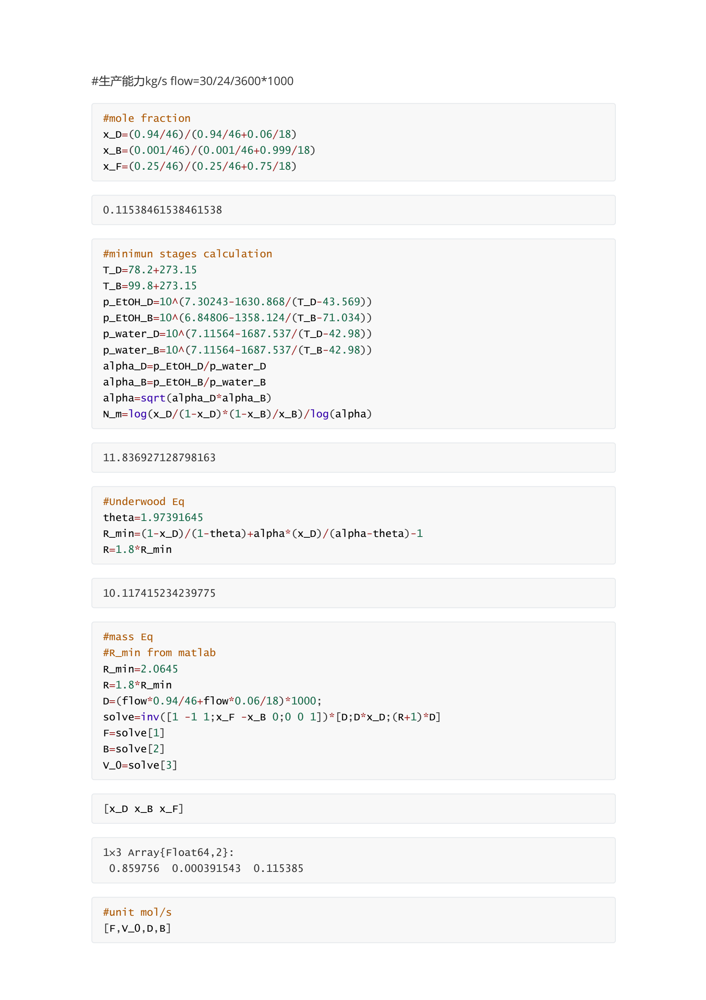 #生产能力kg/s flow=30/24/3600*1000
#mole fraction
x_D=(0.94/46)/(0.94/46+0.06/18)
x_B=(0.001/46)/(0.001/46+0.999/18)
x_F=(0.25/46)/(0.25/46+0.75/18)
0.11538461538461538
#minimun stages calculation
T_D=78.2+273.15
T_B=99.8+273.15
p_EtOH_D=10^(7.30243-1630.868/(T_D-43.569))
p_EtOH_B=10^(6.84806-1358.124/(T_B-71.034))
p_water_D=10^(7.11564-1687.537/(T_D-42.98))
p_water_B=10^(7.11564-1687.537/(T_B-42.98))
alpha_D=p_EtOH_D/p_water_D
alpha_B=p_EtOH_B/p_water_B
alpha=sqrt(alpha_D*alpha_B)
N_m=log(x_D/(1-x_D)*(1-x_B)/x_B)/log(alpha)
11.836927128798163
#Underwood Eq
theta=1.97391645
R_min=(1-x_D)/(1-theta)+alpha*(x_D)/(alpha-theta)-1
R=1.8*R_min
10.117415234239775
#mass Eq
#R_min from matlab
R_min=2.0645
R=1.8*R_min
D=(flow*0.94/46+flow*0.06/18)*1000;
solve=inv([1 -1 1;x_F -x_B 0;0 0 1])*[D;D*x_D;(R+1)*D]
F=solve[1]
B=solve[2]
V_0=solve[3]
[x_D x_B x_F]
1×3 Array{Float64,2}:
0.859756 0.000391543 0.115385
#unit mol/s
[F,V_0,D,B]